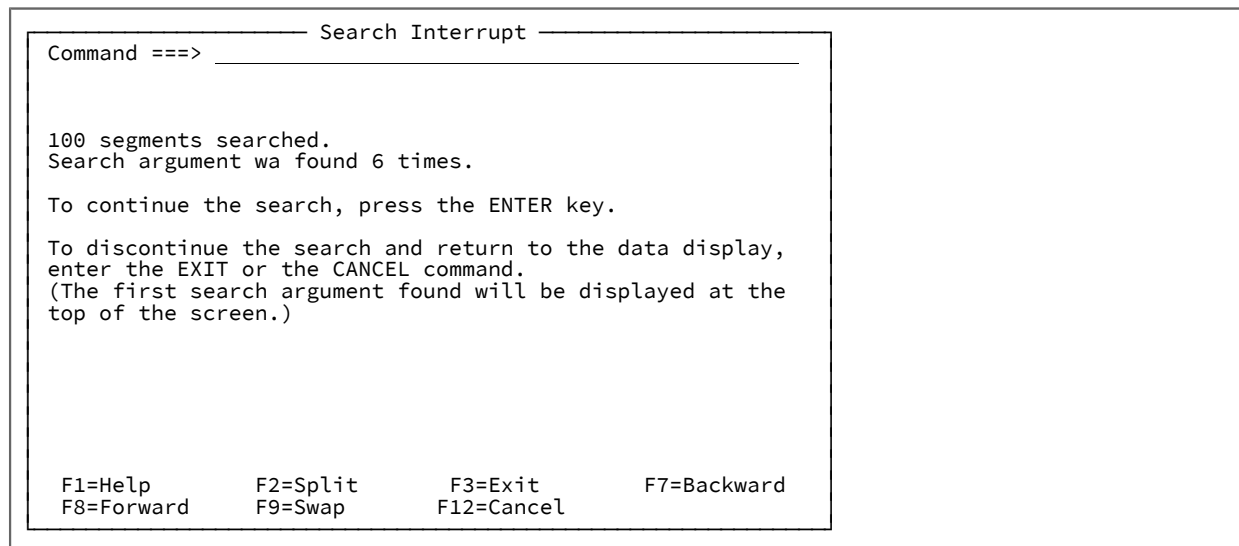 Search Interrupt
Command ===>
100 segments searched.
Search argument wa found 6 times.
To continue the search, press the ENTER key.
To discontinue the search and return to the data display,
enter the EXIT or the CANCEL command.
(The first search argument found will be displayed at the
top of the screen.)
F1=Help F2=Split F3=Exit F7=Backward
F8=Forward F9=Swap F12=Cancel